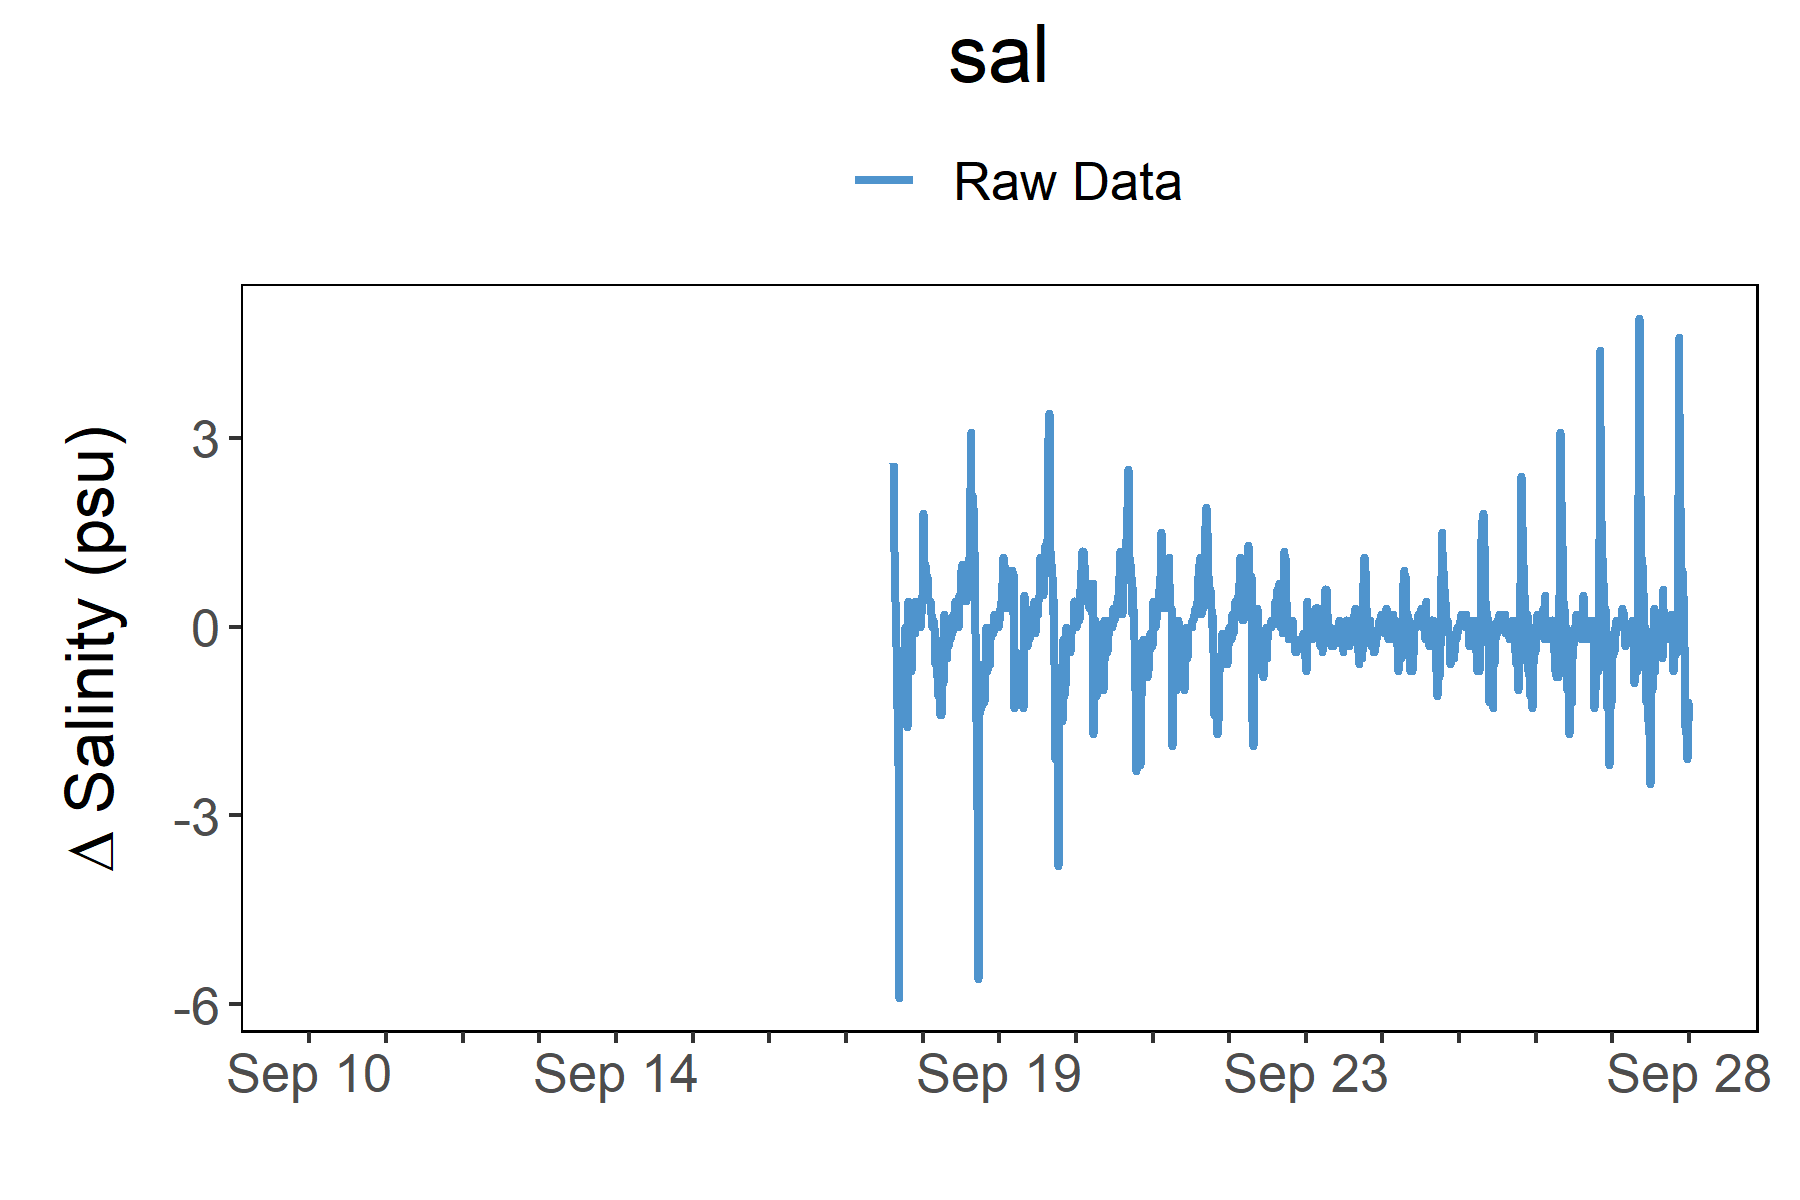 sal
Raw Data
Δ Salinity (psu)
3
0
-3
-6
Sep 10 Sep 14 Sep 19 Sep 23 Sep 28